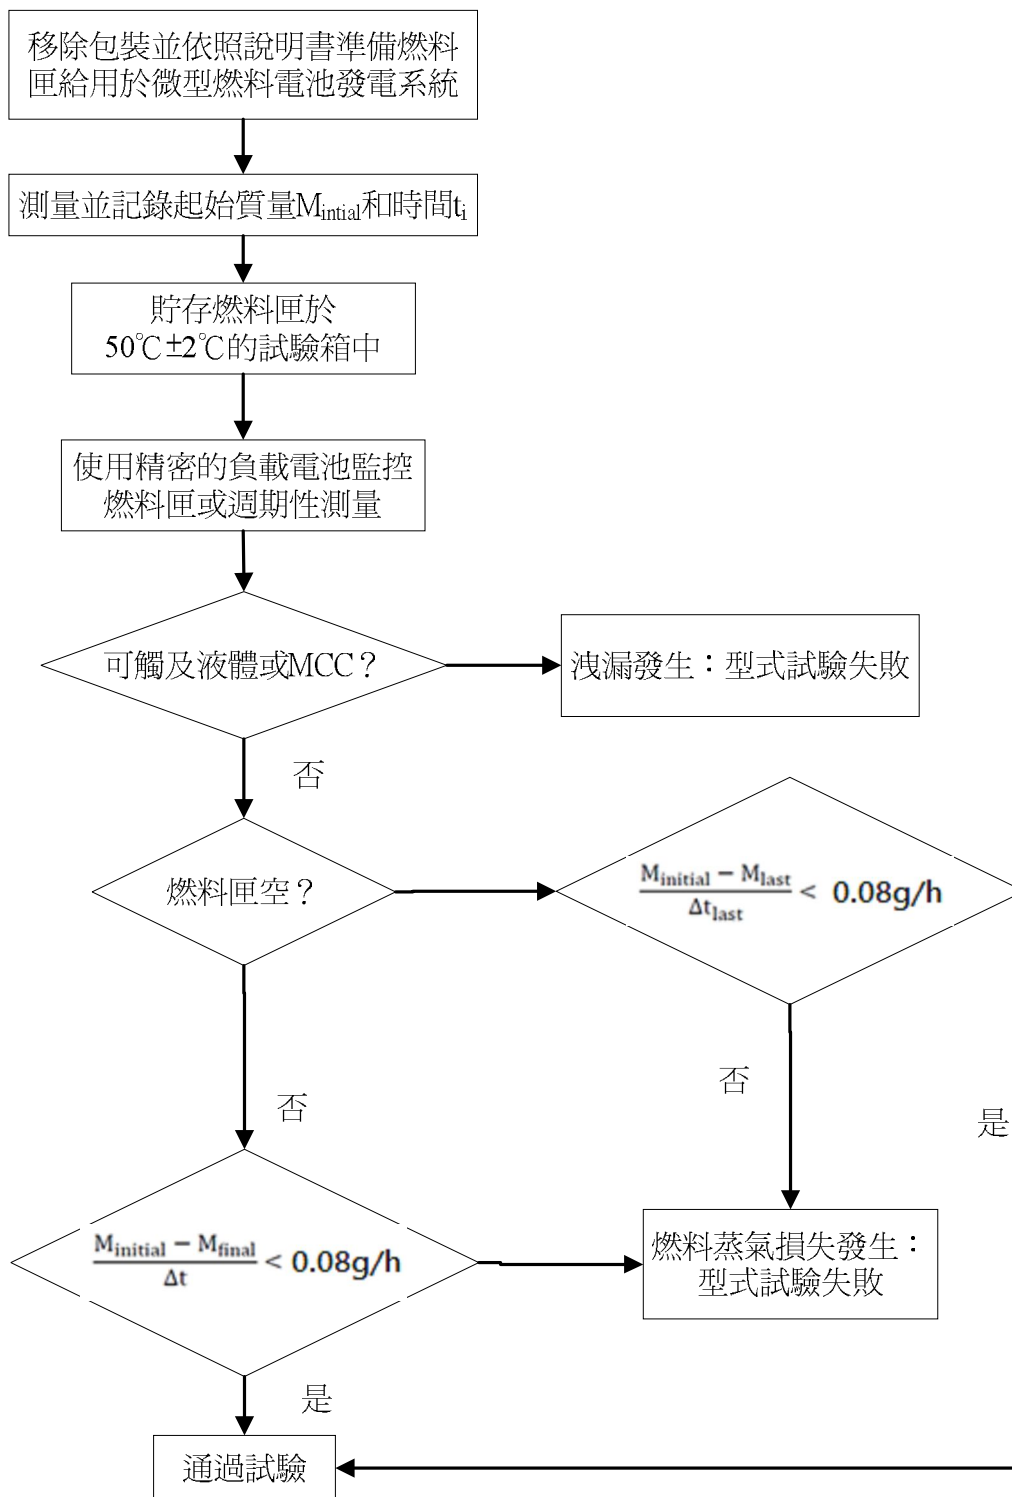 移除包裝並依照說明書準備燃料
匣給用於微型燃料電池發電系統
測量並記錄起始質量Mintial和時間ti
貯存燃料匣於
50℃±2℃的試驗箱中
使用精密的負載電池監控
燃料匣或週期性測量
可觸及液體或MCC？
洩漏發生：型式試驗失敗
否
燃料匣空？
(Minitial − Mlast)/Δtlast < 0.08g/h
否
否
是
(Minitial − Mfinal)/Δt < 0.08g/h
燃料蒸氣損失發生：
型式試驗失敗
是
通過試驗